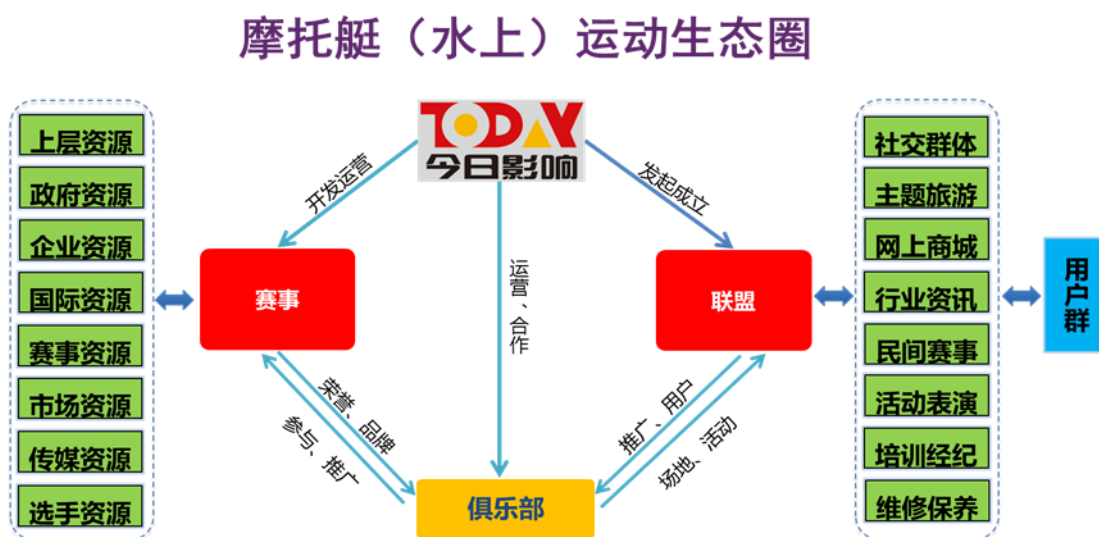 摩托艇（水上）运动生态圈
TODAY
今日影响
开发运营
发起成立
运营、合作
上层资源
政府资源
企业资源
国际资源
赛事资源
市场资源
传媒资源
选手资源
赛事
联盟
荣誉、品牌
参与、推广
推广、用户
场地、活动
俱乐部
社交群体
主题旅游
网上商城
行业资讯
民间赛事
活动表演
培训经纪
维修保养
用户群